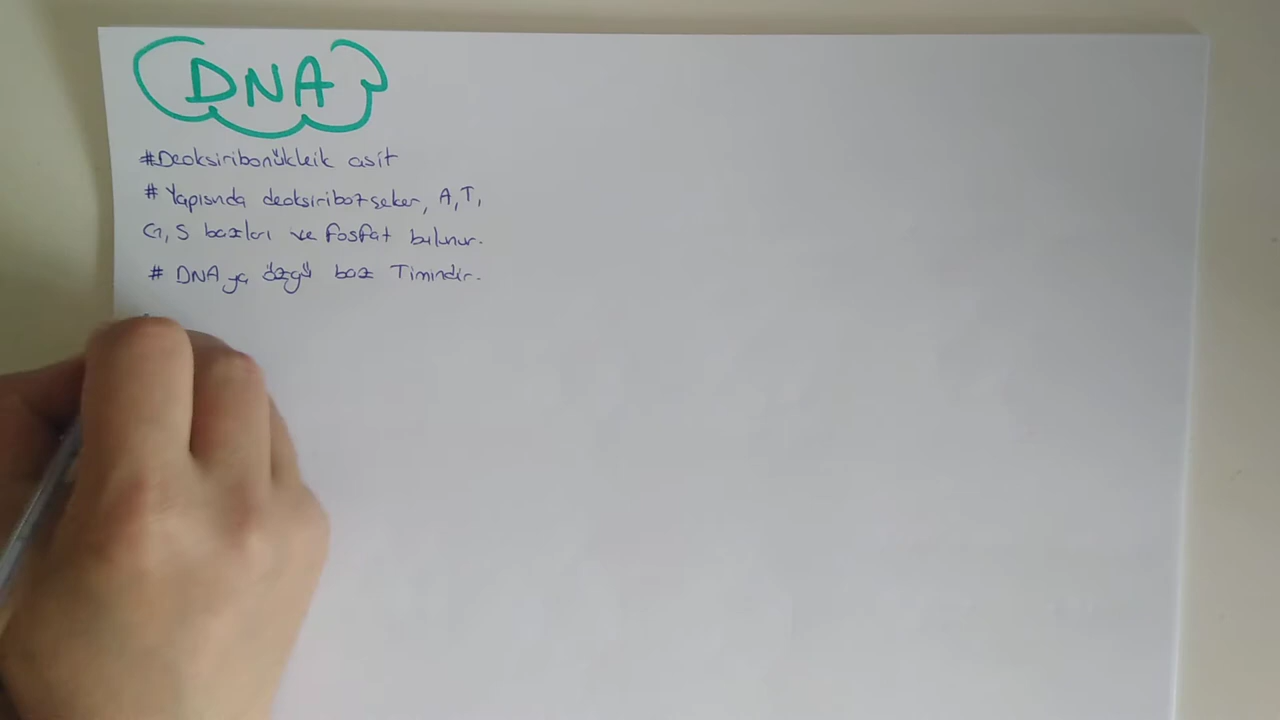 DNA
#Deoksiribonükleik asit
# Yapısında deoksiriboz şeker, A,T,
G,S bazları ve fosfat bulunur.
# DNA ya özgü baz Timindir.